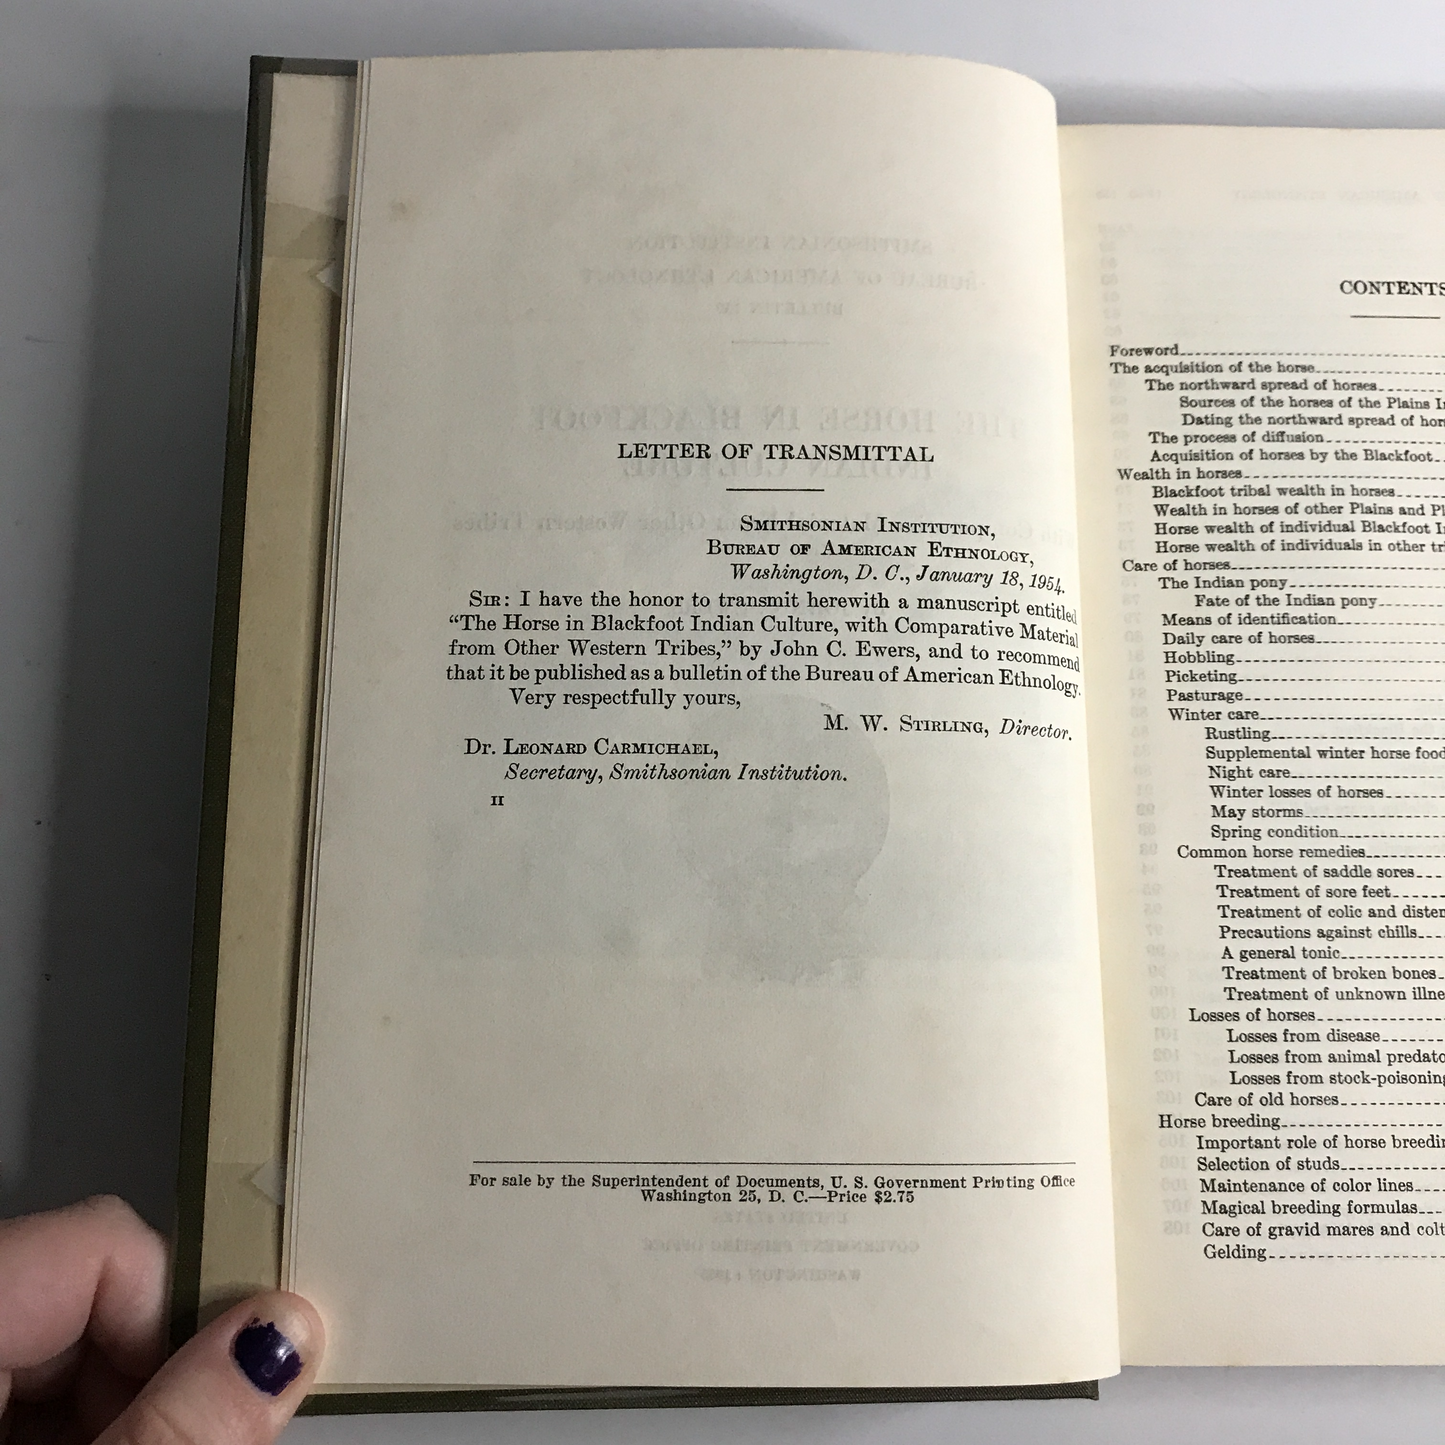 LETTER OF TRANSMITTAL
SMITHSONIAN INSTITUTION,
BUREAU OF AMERICAN ETHNOLOGY,
Washington, D. C., January 18, 1954.
SIR: I have the honor to transmit herewith a manuscript entitled
“The Horse in Blackfoot Indian Culture, with Comparative Material
from Other Western Tribes,” by John C. Ewers, and to recommend
that it be published as a bulletin of the Bureau of American Ethnology.
Very respectfully yours,
M. W. STIRLING, Director.
Dr. LEONARD CARMICHAEL,
Secretary, Smithsonian Institution.
II
For sale by the Superintendent of Documents, U. S. Government Printing Office
Washington 25, D. C.—Price $2.75
CONTENTS
Foreword
The acquisition of the horse
The northward spread of horses
Sources of the horses of the Plains
Dating the northward spread of
The process of diffusion
Acquisition of horses by the Blackfoot
Wealth in horses
Blackfoot tribal wealth in horses
Wealth in horses of other Plains and
Horse wealth of individual Blackfoot
Horse wealth of individuals in other
Care of horses
The Indian pony
Fate of the Indian pony
Means of identification
Daily care of horses
Hobbling
Picketing
Pasturage
Winter care
Rustling
Supplemental winter horse food
Night care
Winter losses of horses
May storms
Spring condition
Common horse remedies
Treatment of saddle sores
Treatment of sore feet
Treatment of colic and
Precautions against chills
A general tonic
Treatment of broken bones
Treatment of unknown
Losses of horses
Losses from disease
Losses from animal
Losses from stock-poisoning
Care of old horses
Horse breeding
Important role of horse
Selection of studs
Maintenance of color lines
Magical breeding formulas
Care of gravid mares and
Gelding